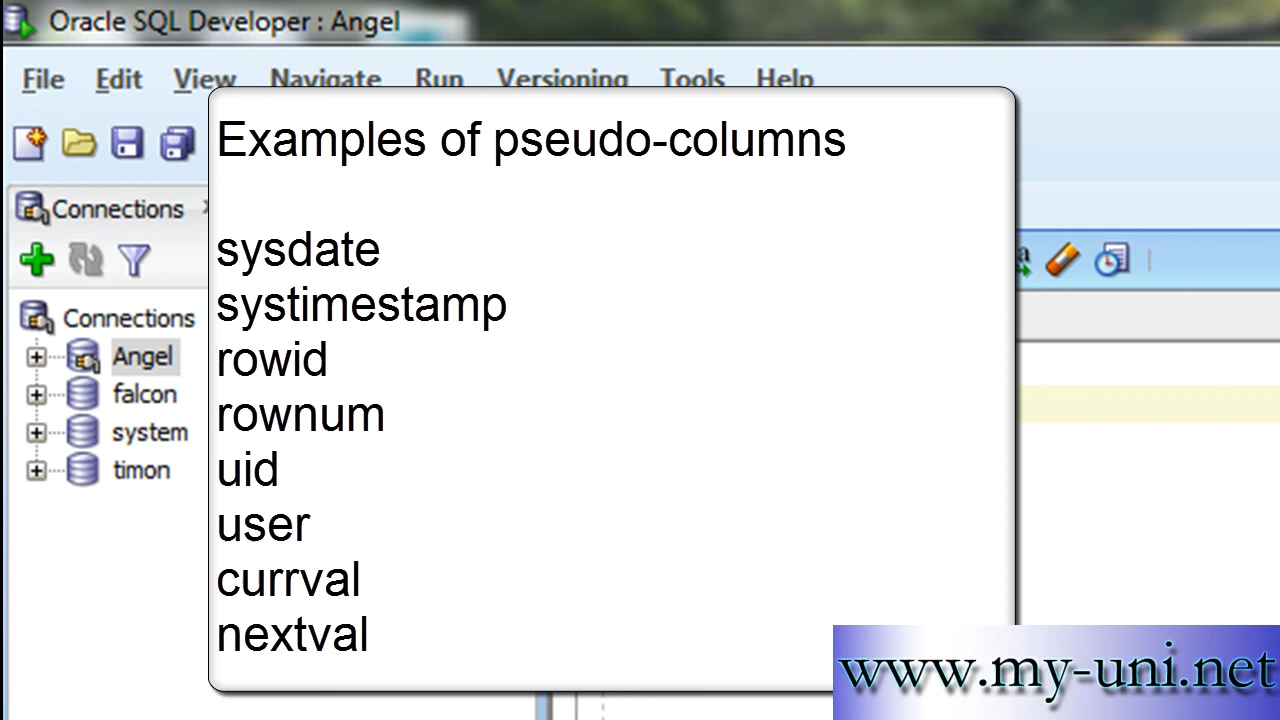 Oracle SQL Developer : Angel
File Edit View Navigate Run Versioning Tools Help
Examples of pseudo-columns
Connections
sysdate
systimestamp
Connections
rowid
Angel
rownum
falcon
system
uid
timon
user
currval
nextval
www.my-uni.net